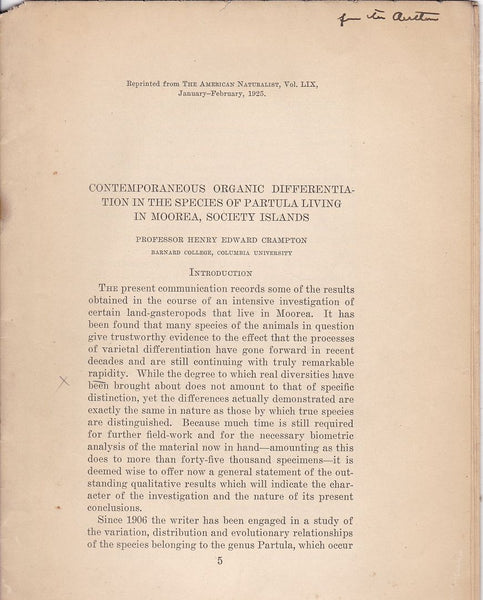 from the Author
Reprinted from THE AMERICAN NATURALIST, Vol. LIX,
January–February, 1925.
CONTEMPORANEOUS ORGANIC DIFFERENTIA-
TION IN THE SPECIES OF PARTULA LIVING
IN MOOREA, SOCIETY ISLANDS
PROFESSOR HENRY EDWARD CRAMPTON
BARNARD COLLEGE, COLUMBIA UNIVERSITY
INTRODUCTION
THE present communication records some of the results
obtained in the course of an intensive investigation of
certain land-gasteropods that live in Moorea. It has
been found that many species of the animals in question
give trustworthy evidence to the effect that the processes
of varietal differentiation have gone forward in recent
decades and are still continuing with truly remarkable
rapidity. While the degree to which real diversities have
been brought about does not amount to that of specific
distinction, yet the differences actually demonstrated are
exactly the same in nature as those by which true species
are distinguished. Because much time is still required
for further field-work and for the necessary biometric
analysis of the material now in hand—amounting as this
does to more than forty-five thousand specimens—it is
deemed wise to offer now a general statement of the out-
standing qualitative results which will indicate the char-
acter of the investigation and the nature of its present
conclusions.
Since 1906 the writer has been engaged in a study of
the variation, distribution and evolutionary relationships
of the species belonging to the genus Partula, which occur
5